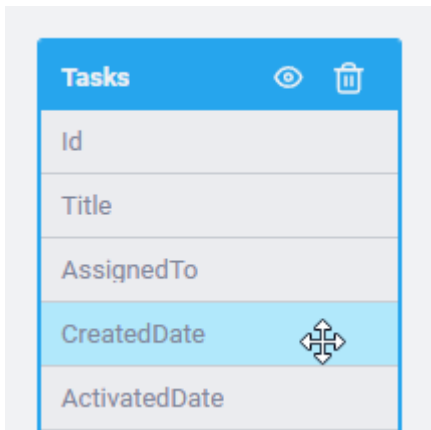 Tasks
Id
Title
AssignedTo
CreatedDate
ActivatedDate